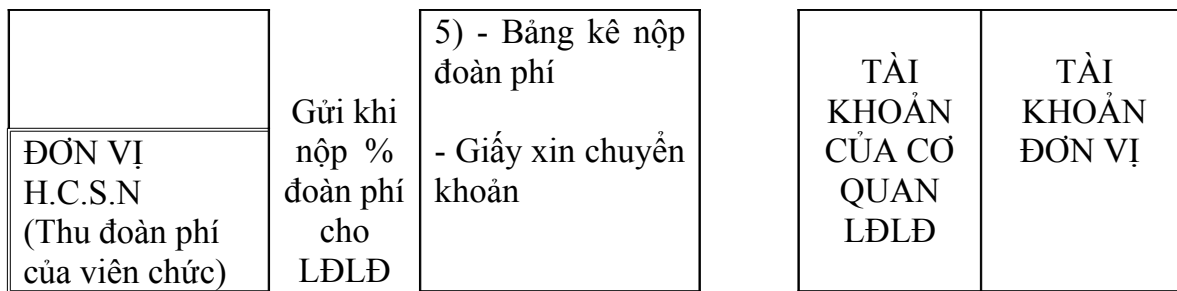 ĐƠN VỊ
H.C.S.N
(Thu đoàn phí
của viên chức)
Gửi khi
nộp %
đoàn phí
cho
LĐLĐ
5) - Bảng kê nộp
đoàn phí
- Giấy xin chuyển
khoản
TÀI
KHOẢN
CỦA CƠ
QUAN
LĐLĐ
TÀI
KHOẢN
ĐƠN VỊ